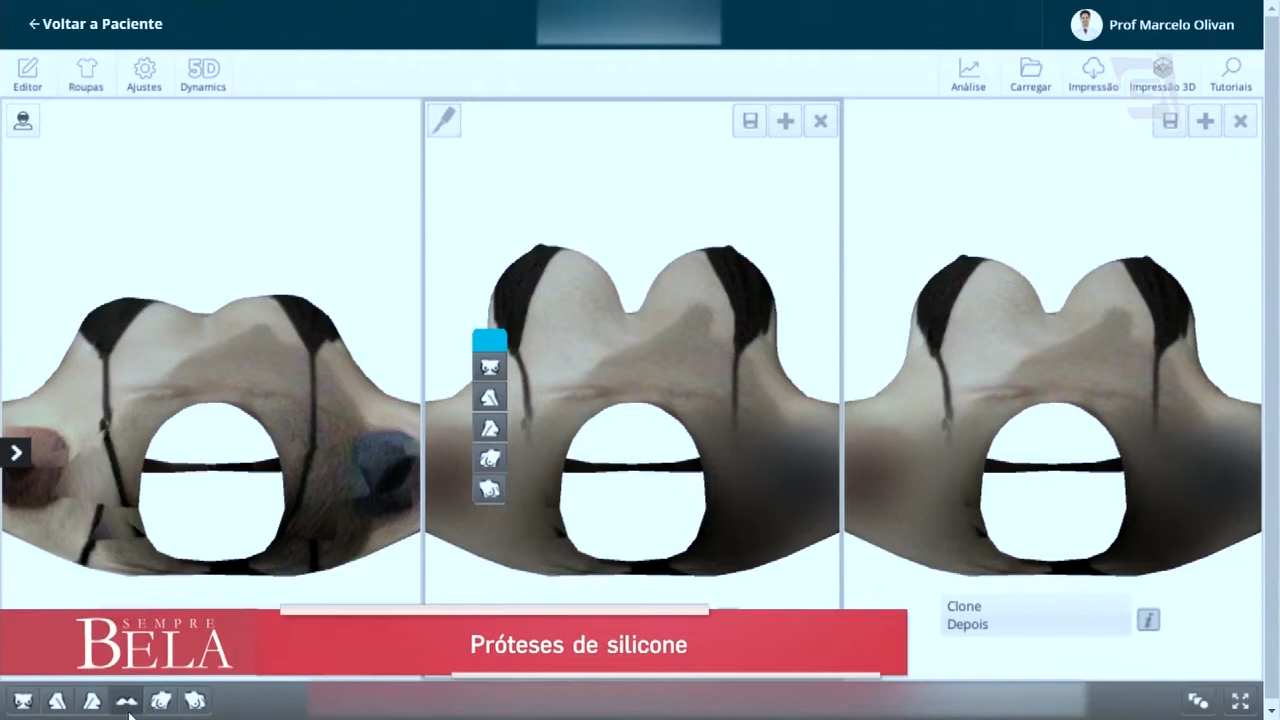 Voltar a Paciente
Prof Marcelo Olivan
Editor
Roupas
Ajustes
5D
Dynamics
Análise
Carregar
Impressão
Impressão 3D
Tutoriais
Clone
Depois
SEMPRE
BELA
Próteses de silicone